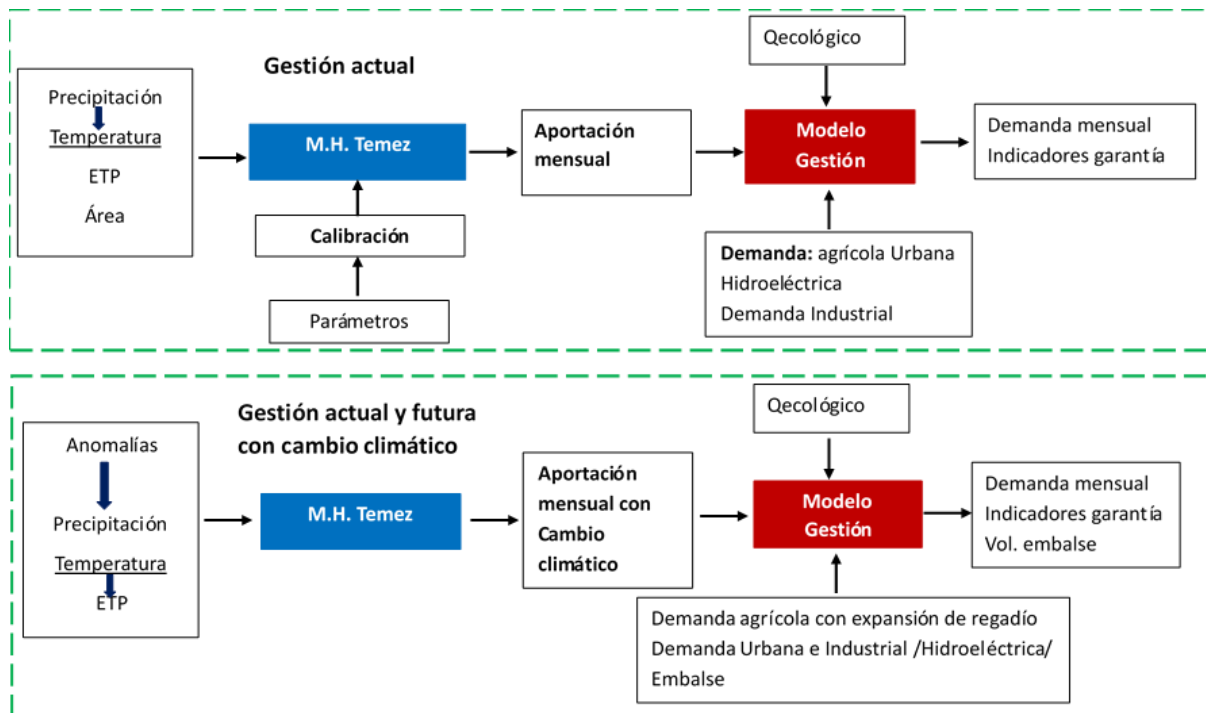 Gestión actual
Precipitación
Temperatura
ETP
Área
M.H. Temez
Calibración
Parámetros
Aportación
mensual
Qecológico
Modelo
Gestión
Demanda: agrícola Urbana
Hidroeléctrica
Demanda Industrial
Demanda mensual
Indicadores garantía
Gestión actual y futura
con cambio climático
Anomalías
Precipitación
Temperatura
ETP
M.H. Temez
Aportación
mensual con
Cambio
climático
Qecológico
Modelo
Gestión
Demanda agrícola con expansión de regadío
Demanda Urbana e Industrial /Hidroeléctrica/
Embalse
Demanda mensual
Indicadores garantía
Vol. embalse